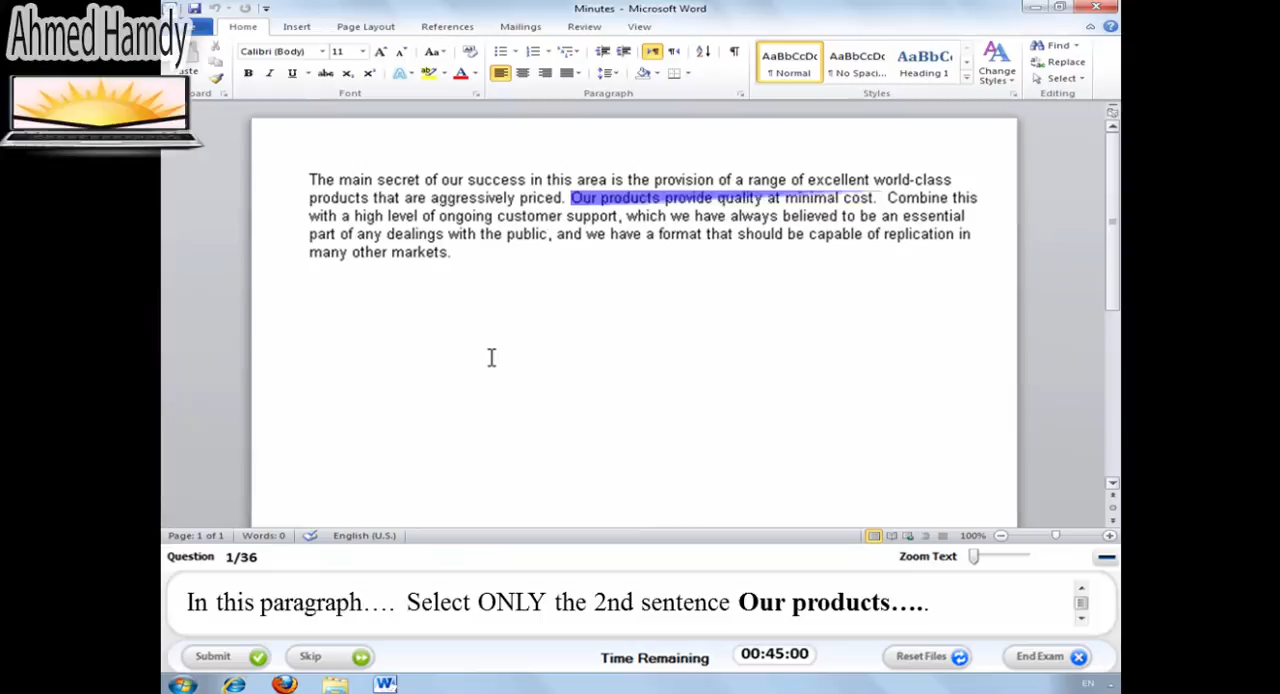 Ahmed Hamdy
Minutes - Microsoft Word
Home Insert Page Layout References Mailings Review View
Calibri (Body) 11 Aa
AaBbCcDc AaBbCcDc AaBbC
¶ Normal ¶ No Spaci... Heading 1
Change Styles
Find
Replace
Select
B I U abc x₂ x² A ab A
Font Paragraph Styles Editing
The main secret of our success in this area is the provision of a range of excellent world-class
products that are aggressively priced. Our products provide quality at minimal cost. Combine this
with a high level of ongoing customer support, which we have always believed to be an essential
part of any dealings with the public, and we have a format that should be capable of replication in
many other markets.
Page: 1 of 1 Words: 0 English (U.S.) 100%
Question 1/36 Zoom Text
In this paragraph.... Select ONLY the 2nd sentence Our products.....
Submit Skip Time Remaining 00:45:00 Reset Files End Exam
EN